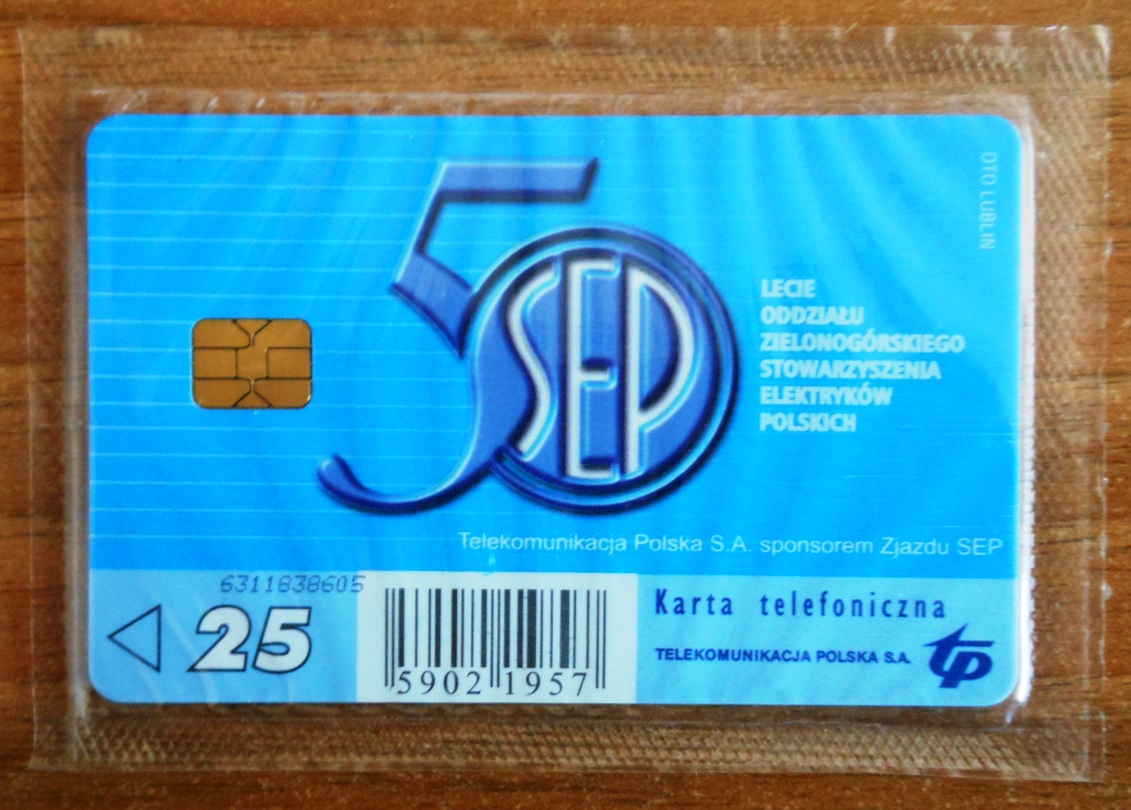 OTO LUBLIN
50
SEP
LECIE
ODDZIAŁU
ZIELONOGÓRSKIEGO
STOWARZYSZENIA
ELEKTRYKÓW
POLSKICH
Telekomunikacja Polska S.A. sponsorem Zjazdu SEP
6311838605
25
5902 1957
Karta telefoniczna
TELEKOMUNIKACJA POLSKA S.A.
tp